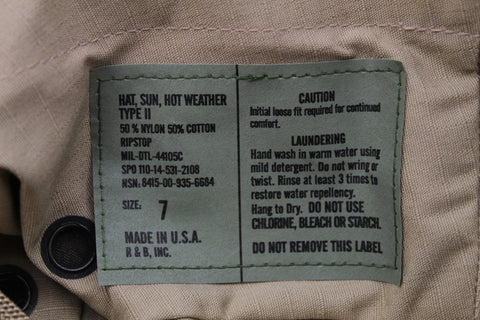 HAT, SUN, HOT WEATHER
TYPE II
50 % NYLON 50% COTTON
RIPSTOP
MIL-DTL-44105C
SPO 110-14-531-2108
NSN: 8415-00-935-6684
SIZE: 7
MADE IN U.S.A.
R & B, INC.
CAUTION
Initial loose fit required for continued
comfort.
LAUNDERING
Hand wash in warm water using
mild detergent. Do not wring or
twist. Rinse at least 3 times to
restore water repellency.
Hang to Dry. DO NOT USE
CHLORINE, BLEACH OR STARCH.
DO NOT REMOVE THIS LABEL